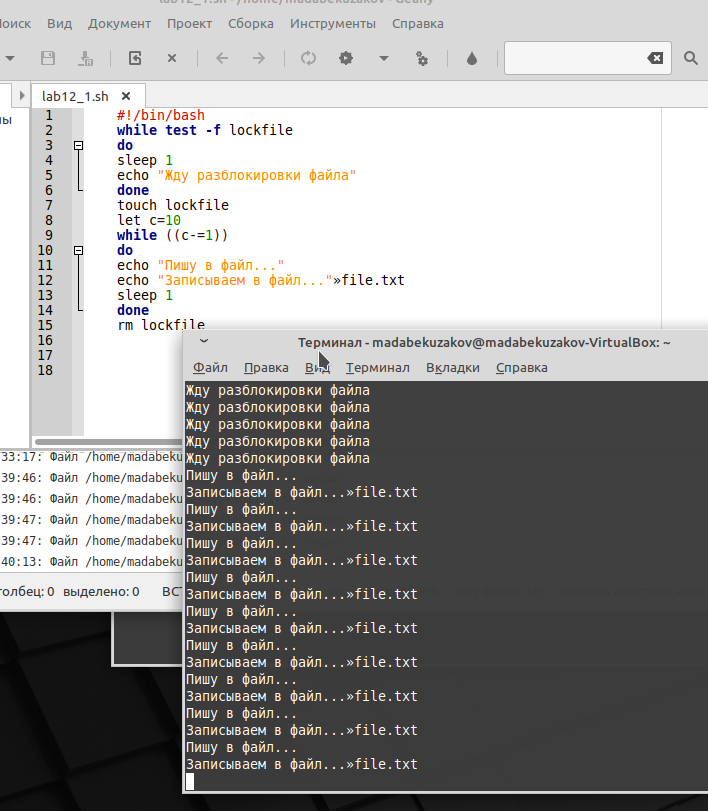 lab12_1.sh - /home/madabekuzakov - Geany
Поиск Вид Документ Проект Сборка Инструменты Справка
lab12_1.sh
1 #!/bin/bash
2 while test -f lockfile
3 do
4 sleep 1
5 echo "Жду разблокировки файла"
6 done
7 touch lockfile
8 let c=10
9 while ((c-=1))
10 do
11 echo "Пишу в файл..."
12 echo "Записываем в файл..."»file.txt
13 sleep 1
14 done
15 rm lockfile
16
17
18
Терминал - madabekuzakov@madabekuzakov-VirtualBox: ~
Файл Правка Вид Терминал Вкладки Справка
Жду разблокировки файла
Жду разблокировки файла
Жду разблокировки файла
Жду разблокировки файла
Жду разблокировки файла
Пишу в файл...
Записываем в файл...»file.txt
Пишу в файл...
Записываем в файл...»file.txt
Пишу в файл...
Записываем в файл...»file.txt
Пишу в файл...
Записываем в файл...»file.txt
Пишу в файл...
Записываем в файл...»file.txt
Пишу в файл...
Записываем в файл...»file.txt
Пишу в файл...
Записываем в файл...»file.txt
Пишу в файл...
Записываем в файл...»file.txt
Пишу в файл...
Записываем в файл...»file.txt
33:17: Файл /home/madabeku
39:46: Файл /home/madabeku
39:46: Файл /home/madabeku
39:47: Файл /home/madabeku
39:47: Файл /home/madabeku
40:13: Файл /home/madabeku
толбец: 0 выделено: 0 ВСТ